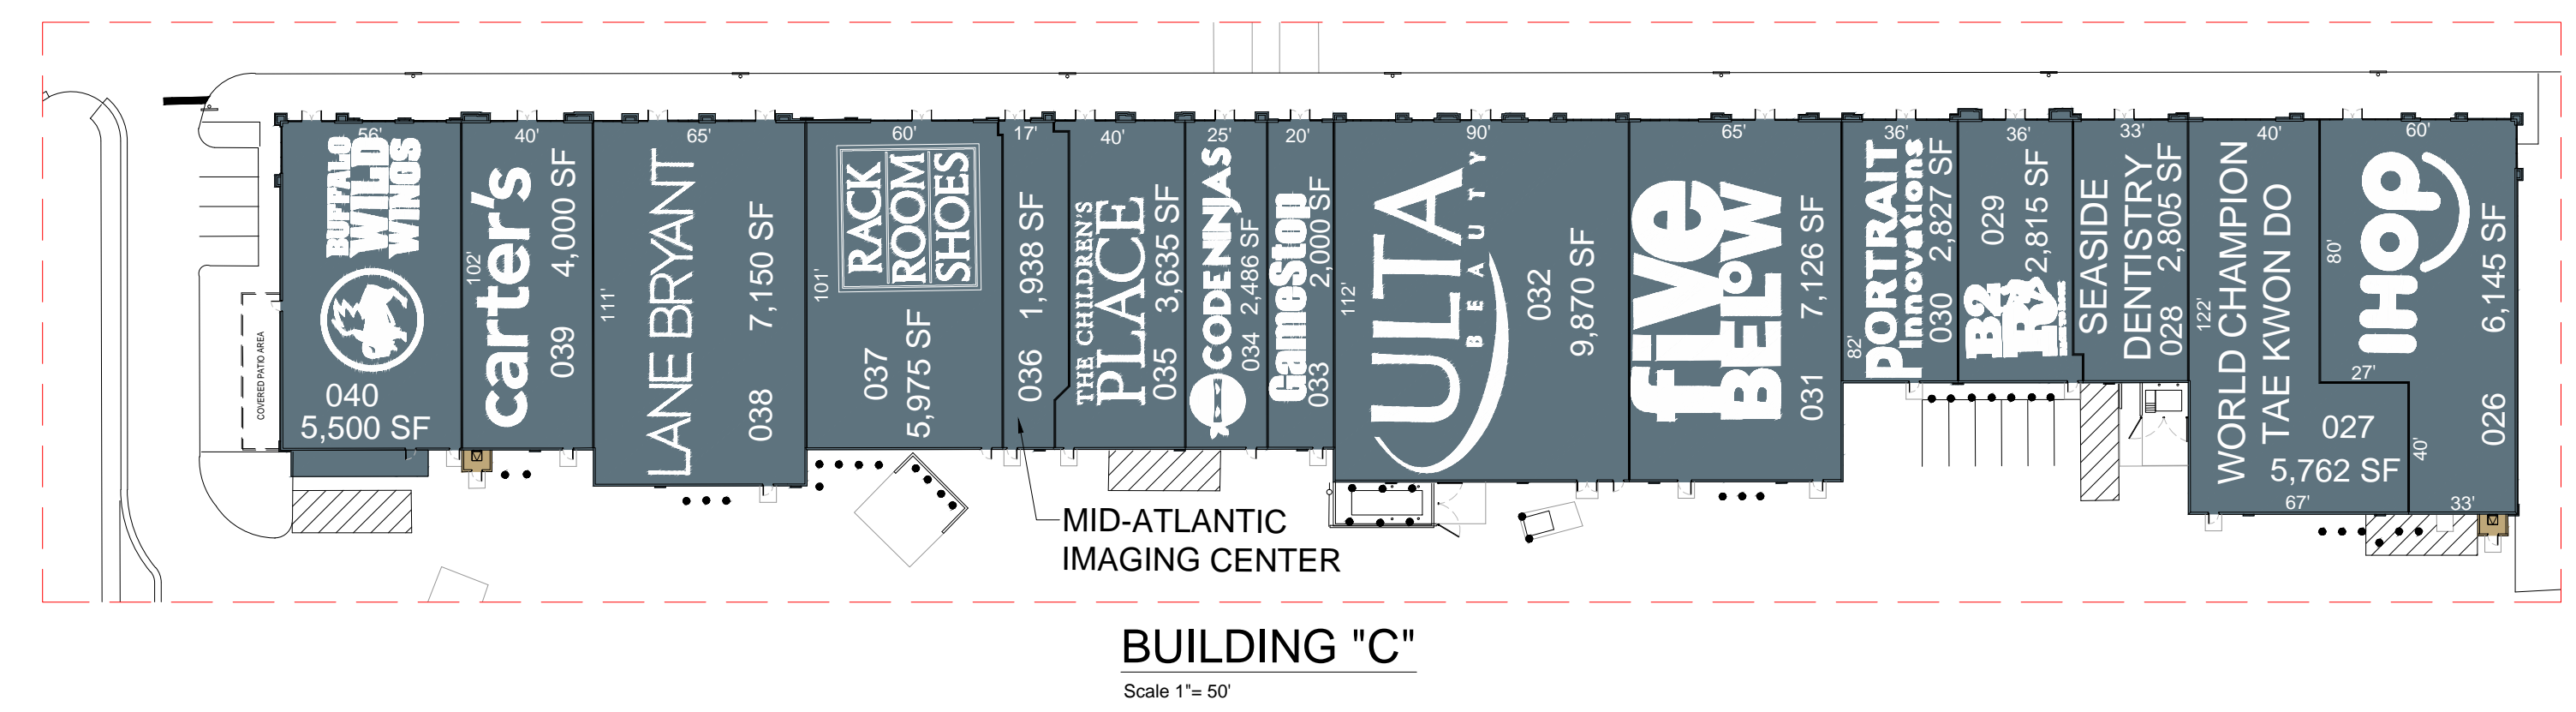 56'
BUFFALO
WILD
WINGS
040
5,500 SF
COVERED PATIO AREA
40'
102'
carter's
039 4,000 SF
65'
111'
LANE BRYANT
038 7,150 SF
60'
101'
RACK
ROOM
SHOES
037
5,975 SF
17'
036 1,938 SF
MID-ATLANTIC
IMAGING CENTER
40'
THE CHILDREN'S
PLACE
035 3,635 SF
25'
CODENINJAS
034 2,486 SF
20'
GameStop
033 2,000 SF
90'
112'
ULTA
BEAUTY
032
9,870 SF
65'
five
BELOW
031 7,126 SF
36'
82'
PORTRAIT
Innovations
030 2,827 SF
36'
029
2,815 SF
33'
SEASIDE
DENTISTRY
028 2,805 SF
40'
122'
WORLD CHAMPION
TAE KWON DO
027
5,762 SF
67'
60'
80'
IHOP
27'
40'
33'
026 6,145 SF
BUILDING "C"
Scale 1"= 50'